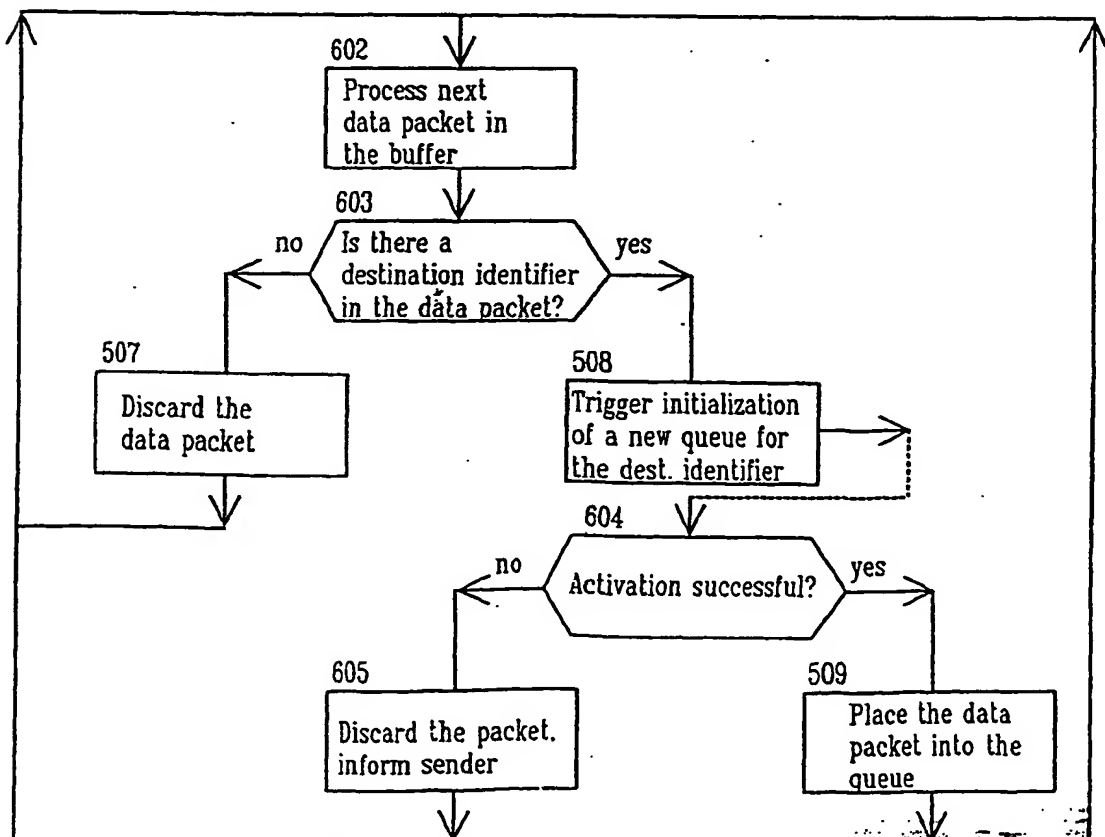 602
Process next
data packet in
the buffer
603
no
Is there a
destination identifier
in the data packet?
yes
507
Discard the
data packet
508
Trigger initialization
of a new queue for
the dest. identifier
604
no
Activation successful?
yes
605
Discard the packet.
inform sender
509
Place the data
packet into the
queue